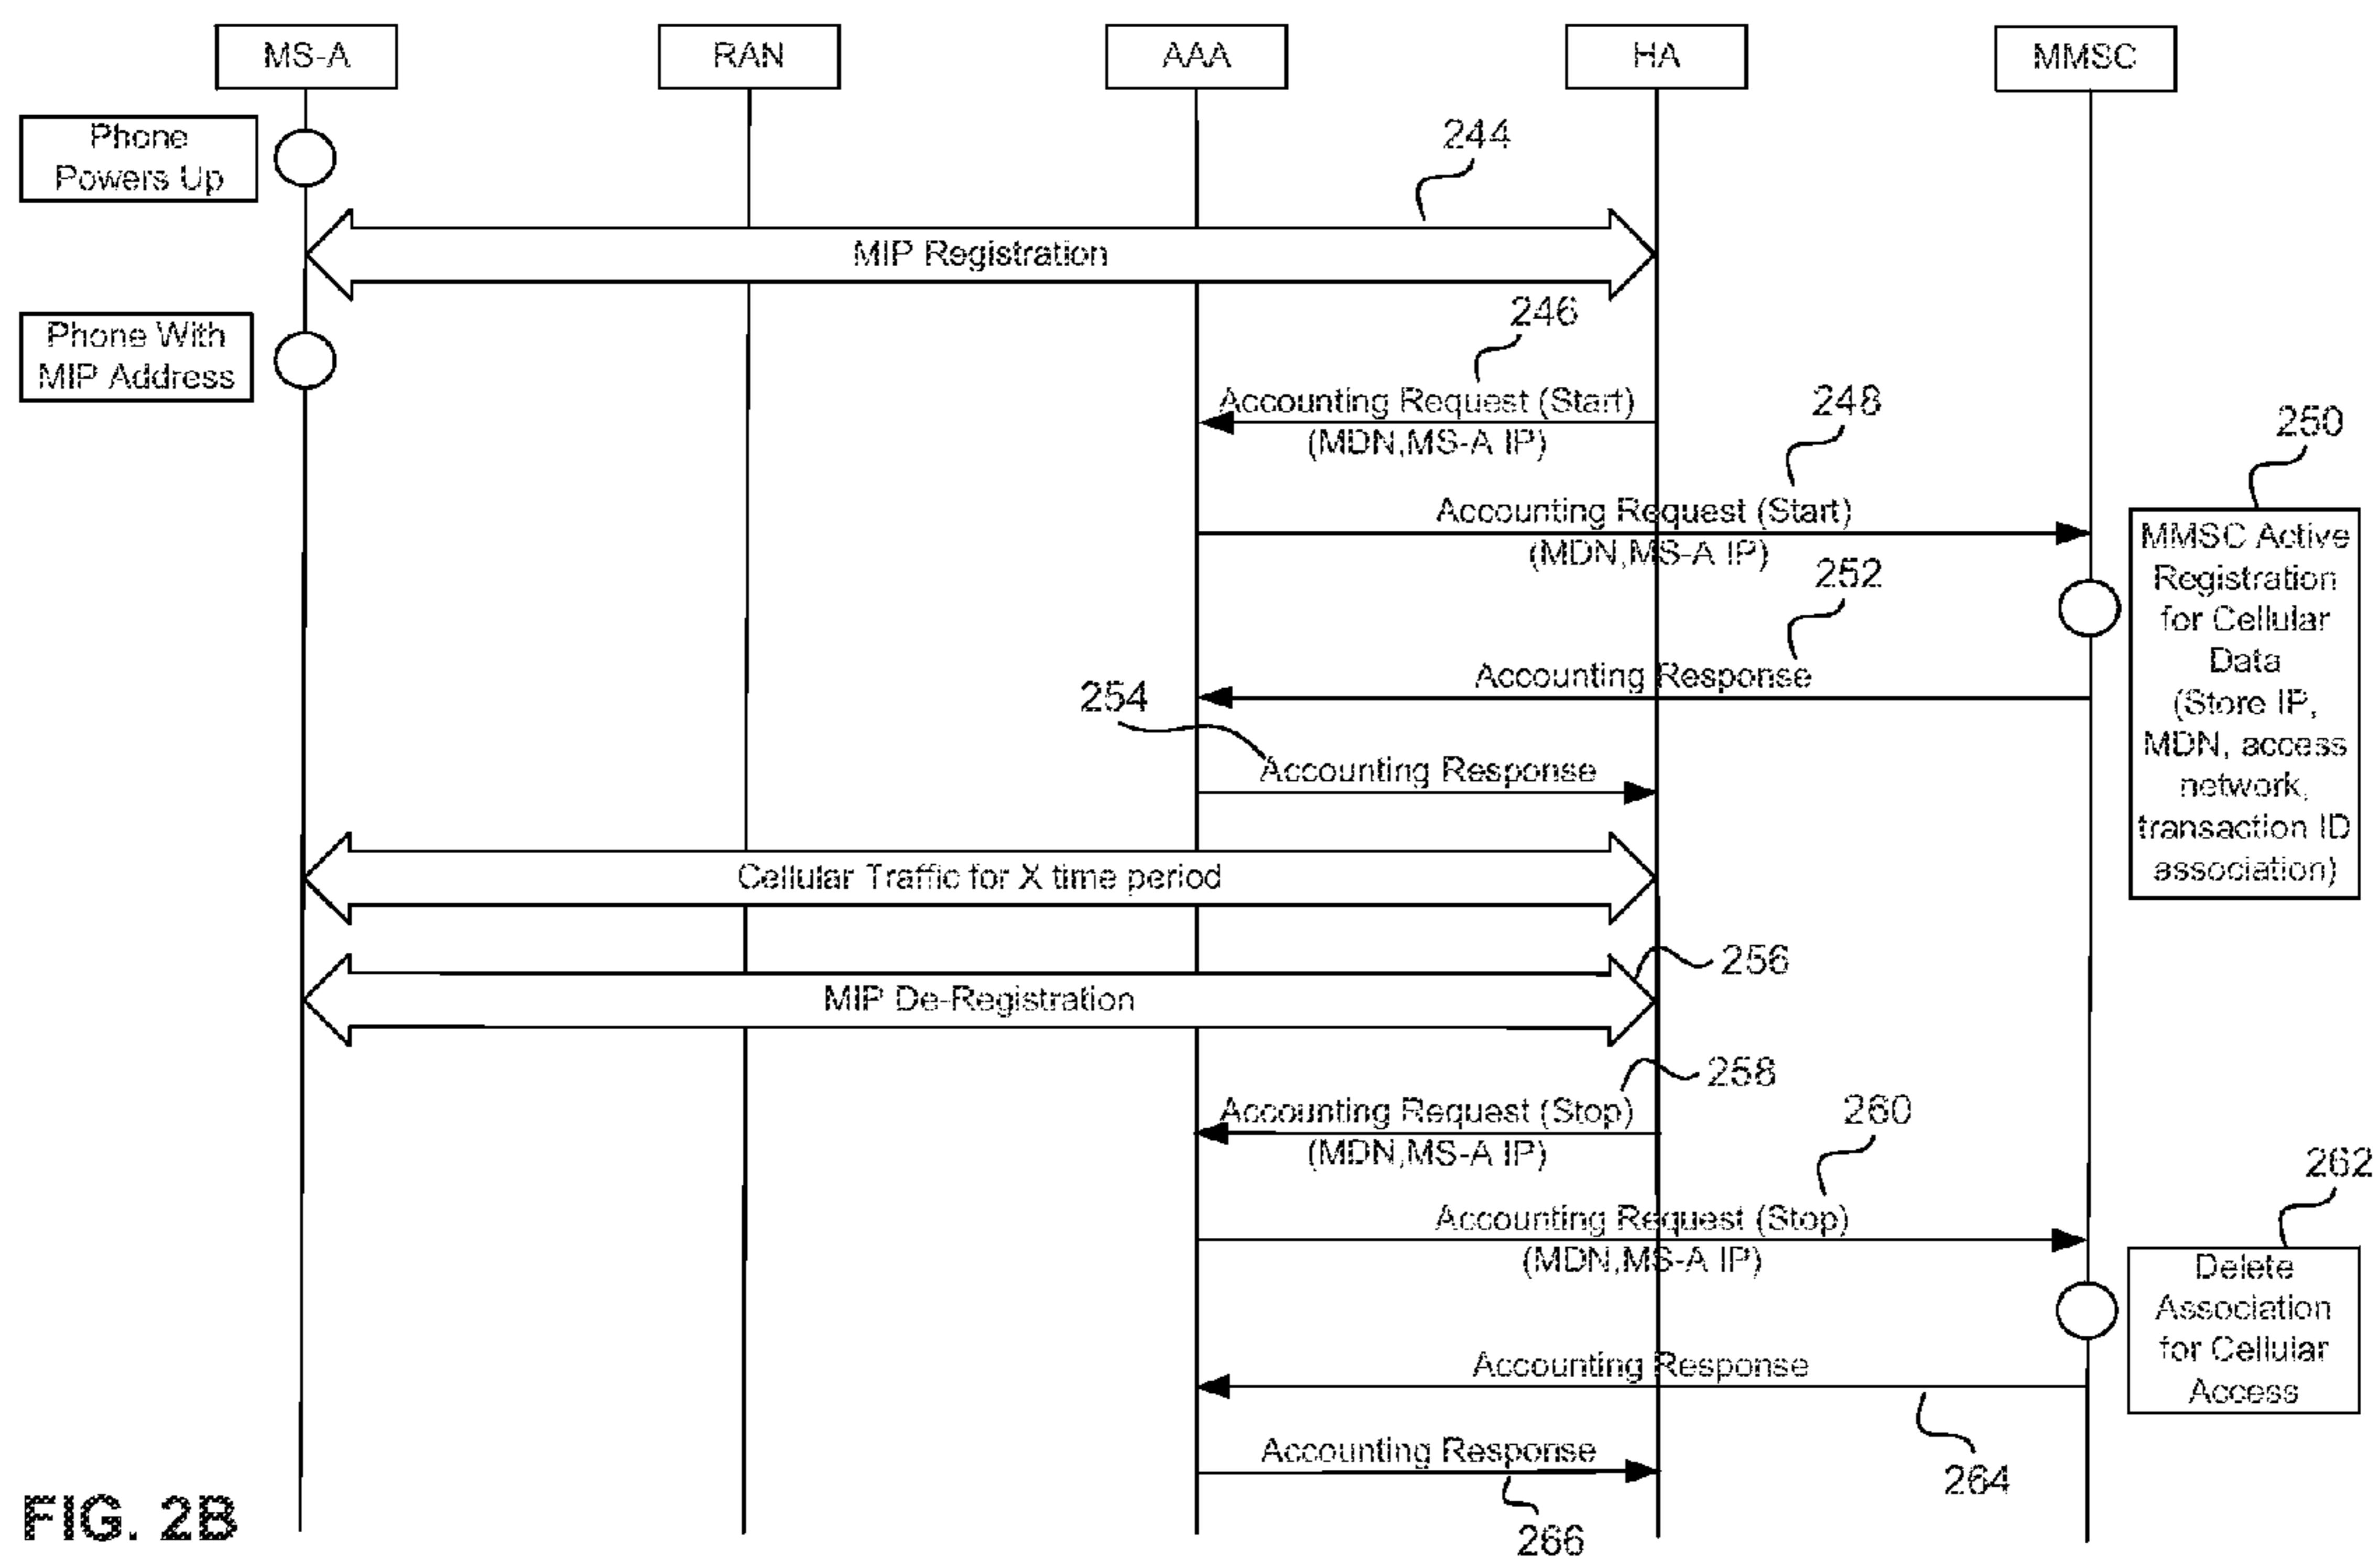 MS-A
RAN
AAA
HA
MMSC
Phone
Powers Up
244
MIP Registration
Phone With
MIP Address
246
Accounting Request (Start)
(MDN,MS-A IP)
248
Accounting Request (Start)
(MDN,MS-A IP)
250
MMSC Active
Registration
for Cellular
Data
(Store IP,
MDN, access
network,
transaction ID
association)
252
Accounting Response
254
Accounting Response
Cellular Traffic for X time period
256
MIP De-Registration
258
Accounting Request (Stop)
(MDN,MS-A IP)
260
Accounting Request (Stop)
(MDN,MS-A IP)
262
Delete
Association
for Cellular
Access
Accounting Response
264
Accounting Response
266
FIG. 2B